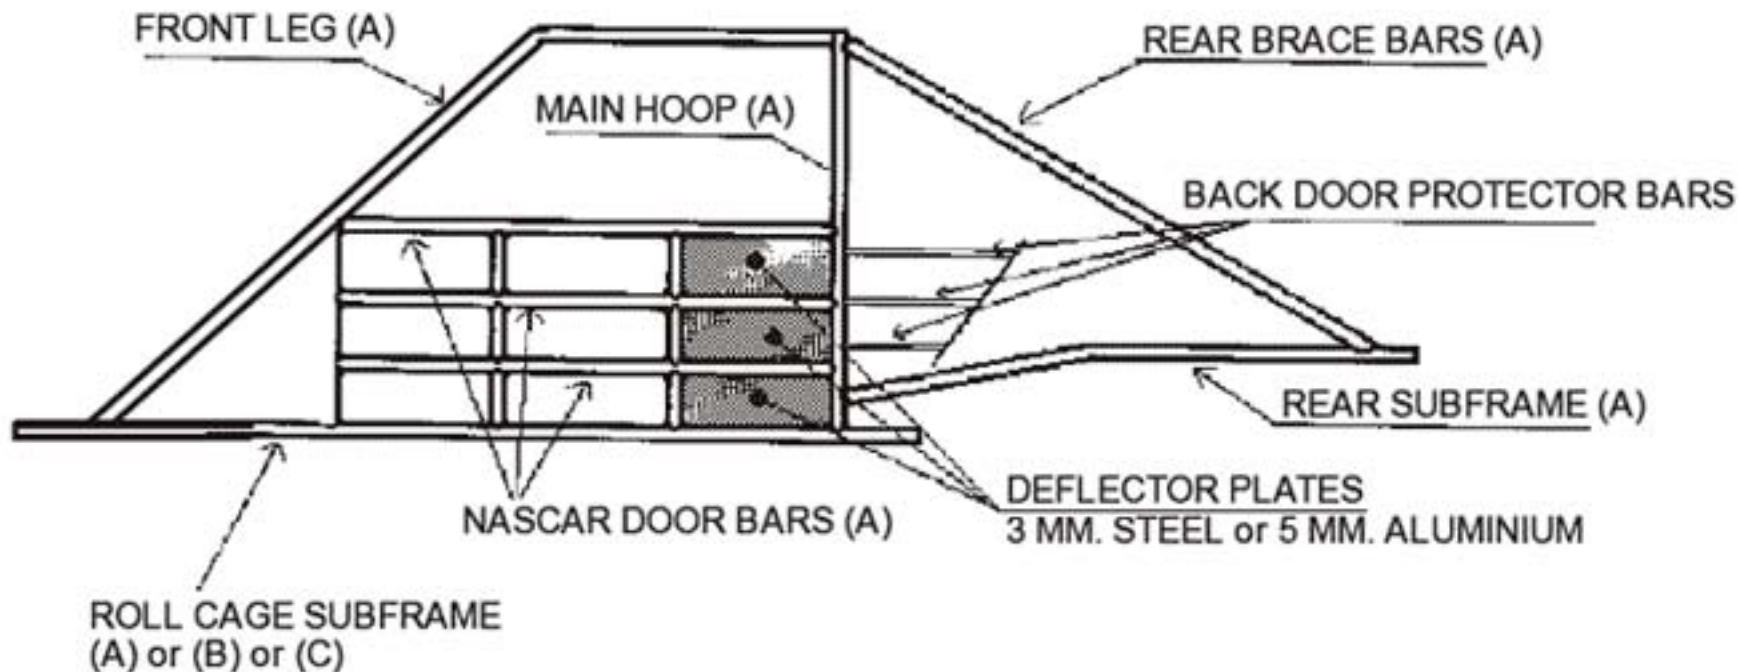 FRONT LEG (A)
REAR BRACE BARS (A)
MAIN HOOP (A)
BACK DOOR PROTECTOR BARS
REAR SUBFRAME (A)
DEFLECTOR PLATES
3 MM. STEEL or 5 MM. ALUMINIUM
NASCAR DOOR BARS (A)
ROLL CAGE SUBFRAME
(A) or (B) or (C)